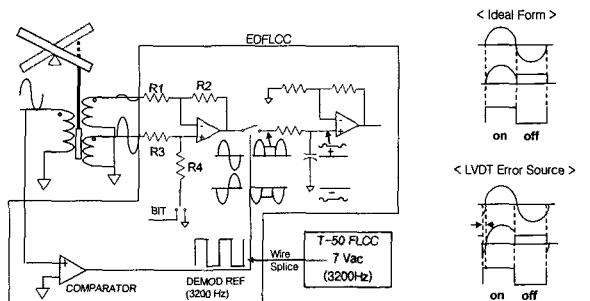 EDFLCC
R1
R2
R3
R4
BIT
COMPARATOR
DEMOD REF
(3200 Hz)
Wire
Splice
T-50 FLCC
7 Vac
(3200Hz)
< Ideal Form >
on off
< LVDT Error Source >
on off